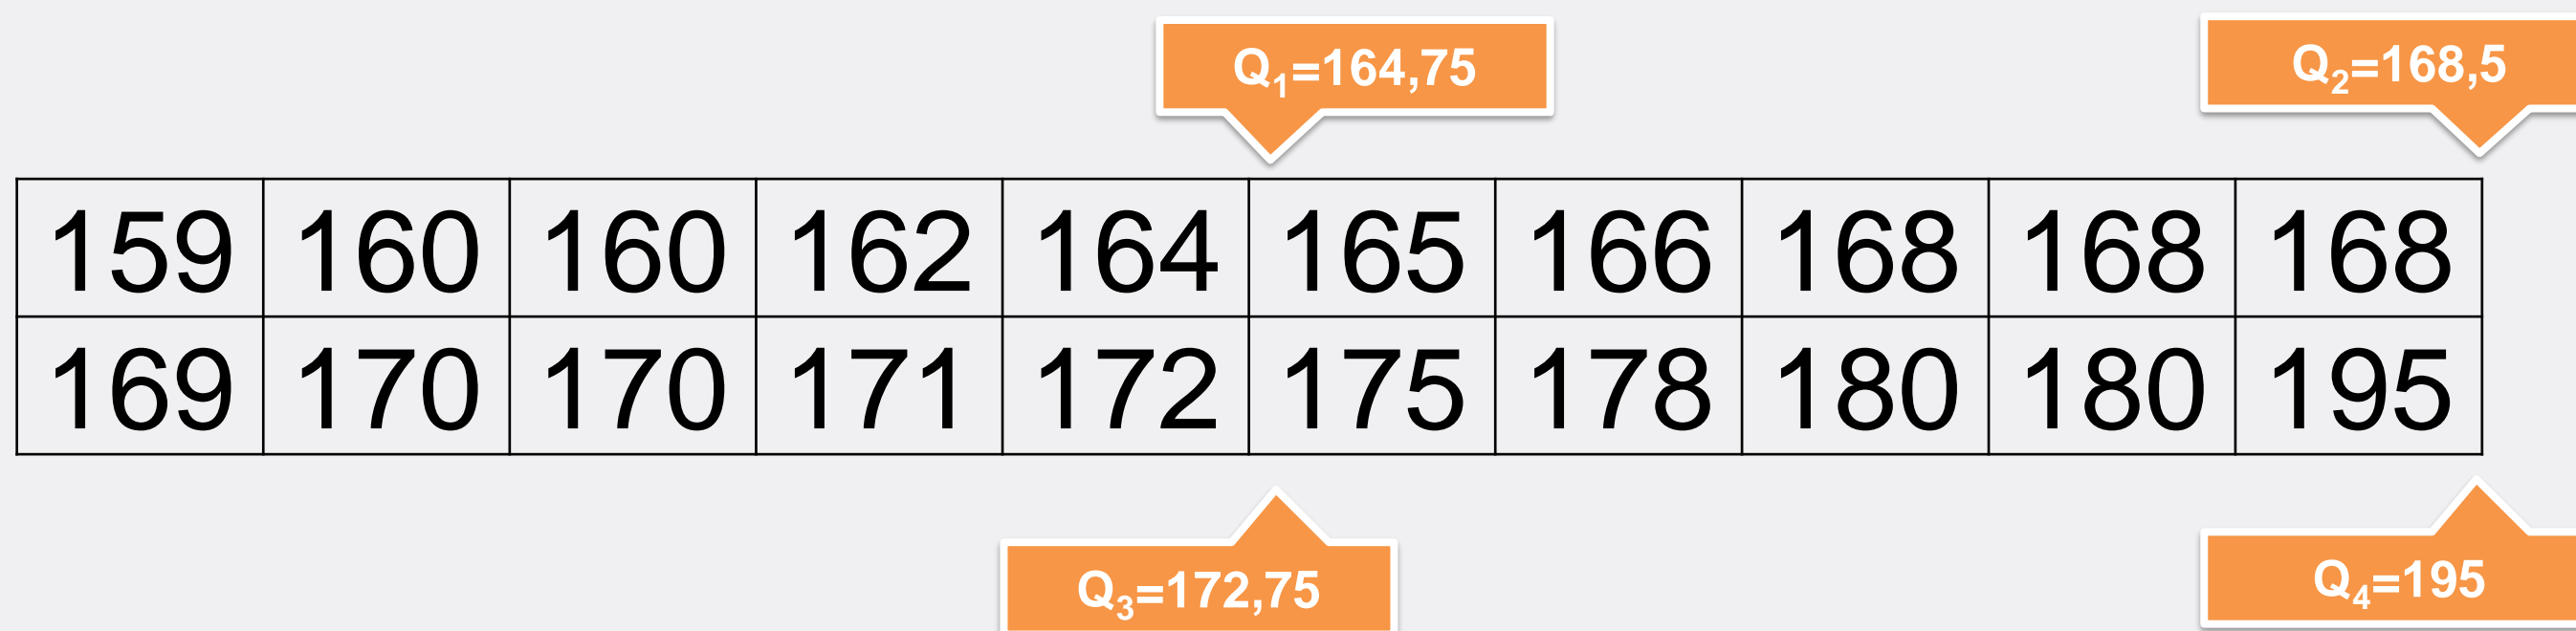 Q₁=164,75
Q₂=168,5
159 160 160 162 164 165 166 168 168 168
169 170 170 171 172 175 178 180 180 195
Q₃=172,75
Q₄=195